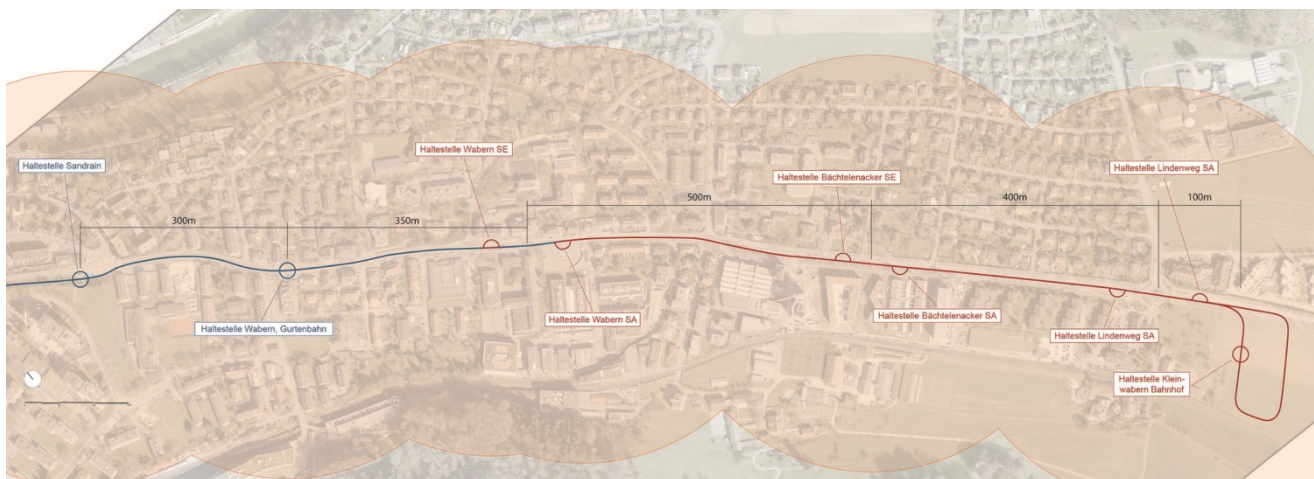 Haltestelle Sandrain
Haltestelle Wabern SE
Haltestelle Bächtelenacker SE
Haltestelle Lindenweg SA
300m
350m
500m
400m
100m
Haltestelle Wabern, Gurtenbahn
Haltestelle Wabern SA
Haltestelle Bächtelenacker SA
Haltestelle Lindenweg SA
Haltestelle Klein-
wabern Bahnhof